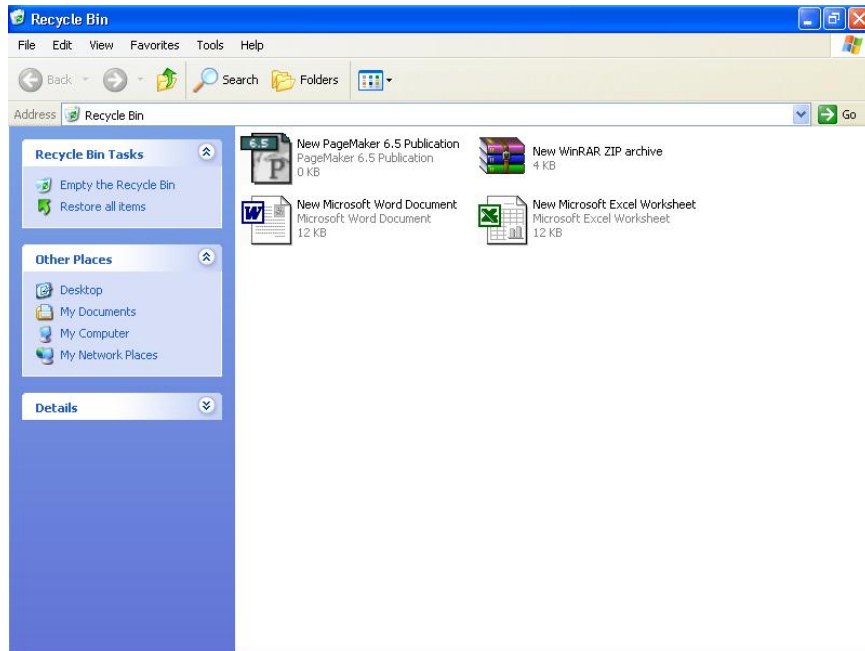 Recycle Bin
File Edit View Favorites Tools Help
Back Search Folders
Address Recycle Bin Go
Recycle Bin Tasks
Empty the Recycle Bin
Restore all items
Other Places
Desktop
My Documents
My Computer
My Network Places
Details
6.5 New PageMaker 6.5 Publication
P PageMaker 6.5 Publication
0 KB
New WinRAR ZIP archive
4 KB
W New Microsoft Word Document
Microsoft Word Document
12 KB
New Microsoft Excel Worksheet
Microsoft Excel Worksheet
12 KB